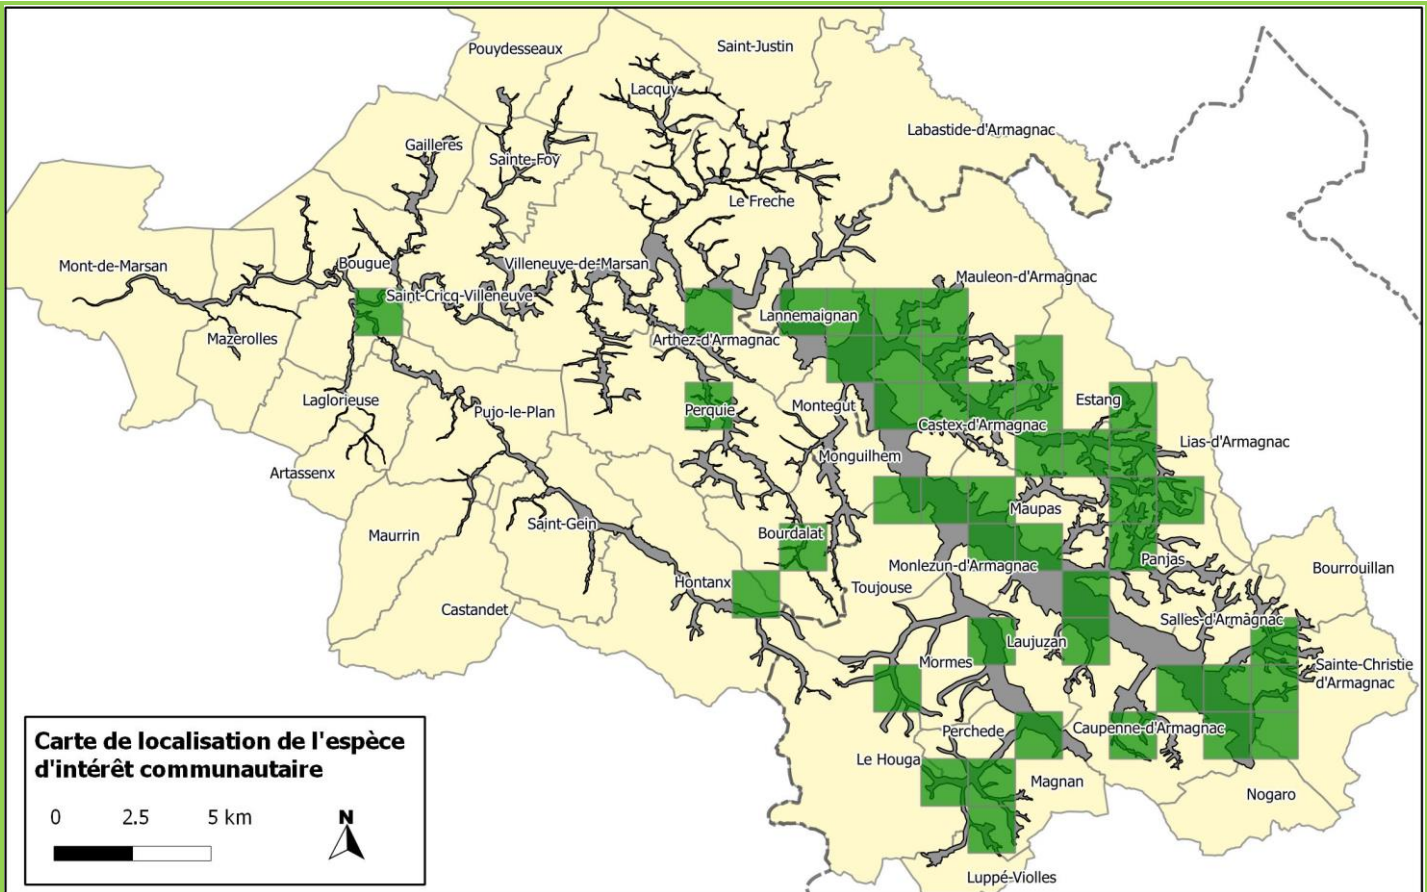 Pouydesseaux
Saint-Justin
Lacquy
Labastide-d'Armagnac
Gailleres
Sainte-Foy
Le Freche
Mont-de-Marsan
Bougue
Villeneuve-de-Marsan
Mauleon-d'Armagnac
Saint-Cricq-Villeneuve
Lannemaignan
Mazerolles
Arthez-d'Armagnac
Laglorieuse
Pujo-le-Plan
Perquie
Montegut
Estang
Castex-d'Armagnac
Lias-d'Armagnac
Monguilhem
Artassenx
Maupas
Maurrin
Saint-Gein
Bourdalat
Monlezun-d'Armagnac
Panjas
Bourrouillan
Hontanx
Toujouse
Castandet
Salles-d'Armagnac
Laujuzan
Mormes
Sainte-Christie
d'Armagnac
Perchede
Caupenne-d'Armagnac
Le Houga
Magnan
Nogaro
Luppé-Violles
Carte de localisation de l'espèce
d'intérêt communautaire
0 2.5 5 km
N